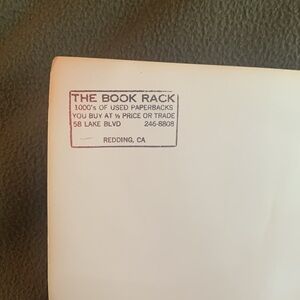 THE BOOK RACK
1000's OF USED PAPERBACKS
YOU BUY AT ½ PRICE OR TRADE
58 LAKE BLVD 246-8808
REDDING, CA